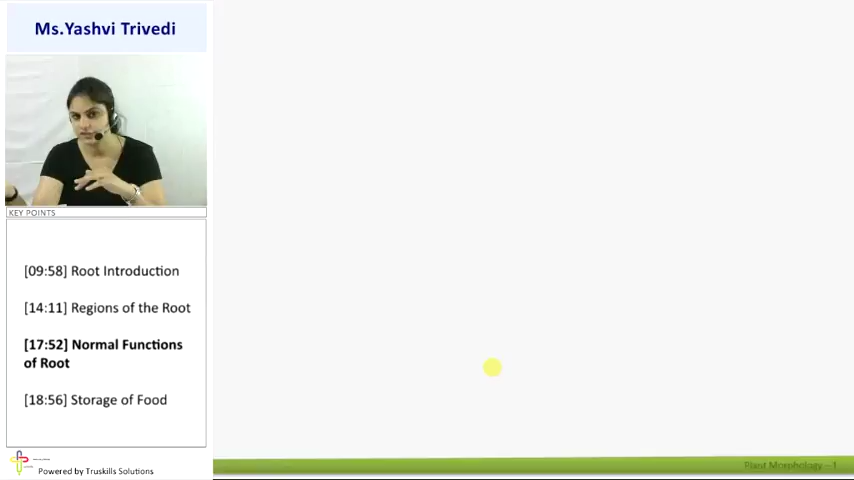 Ms.Yashvi Trivedi
KEY POINTS
[09:58] Root Introduction
[14:11] Regions of the Root
[17:52] Normal Functions
of Root
[18:56] Storage of Food
Powered by Truskills Solutions
Plant Morphology – 1